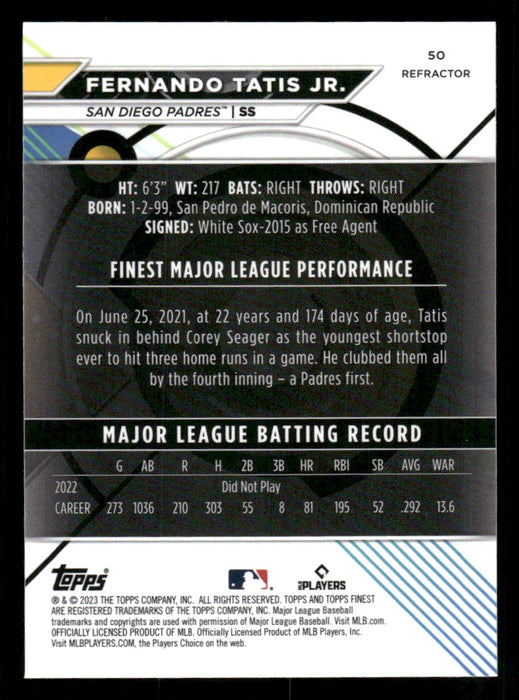 50
REFRACTOR
FERNANDO TATIS JR.
SAN DIEGO PADRES™ | SS
HT: 6'3" WT: 217 BATS: RIGHT THROWS: RIGHT
BORN: 1-2-99, San Pedro de Macoris, Dominican Republic
SIGNED: White Sox-2015 as Free Agent
FINEST MAJOR LEAGUE PERFORMANCE
On June 25, 2021, at 22 years and 174 days of age, Tatis
snuck in behind Corey Seager as the youngest shortstop
ever to hit three home runs in a game. He clubbed them all
by the fourth inning – a Padres first.
MAJOR LEAGUE BATTING RECORD
G AB R H 2B 3B HR RBI SB AVG WAR
2022 Did Not Play
CAREER 273 1036 210 303 55 8 81 195 52 .292 13.6
Topps
MLB PLAYERS
® & © 2023 THE TOPPS COMPANY, INC. ALL RIGHTS RESERVED. TOPPS AND TOPPS FINEST
ARE REGISTERED TRADEMARKS OF THE TOPPS COMPANY, INC. Major League Baseball
trademarks and copyrights are used with permission of Major League Baseball. Visit MLB.com.
OFFICIALLY LICENSED PRODUCT OF MLB. Officially Licensed Product of MLB Players, Inc.
Visit MLBPLAYERS.com, the Players Choice on the web.